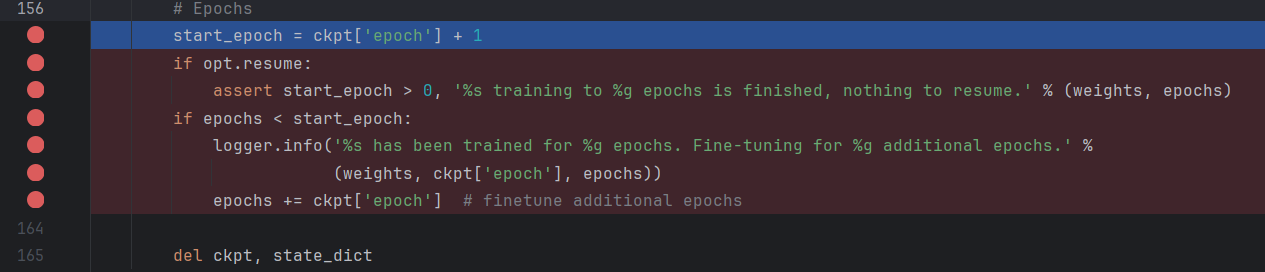 156 # Epochs
start_epoch = ckpt['epoch'] + 1
if opt.resume:
assert start_epoch > 0, '%s training to %g epochs is finished, nothing to resume.' % (weights, epochs)
if epochs < start_epoch:
logger.info('%s has been trained for %g epochs. Fine-tuning for %g additional epochs.' %
(weights, ckpt['epoch'], epochs))
epochs += ckpt['epoch']  # finetune additional epochs
164
165 del ckpt, state_dict